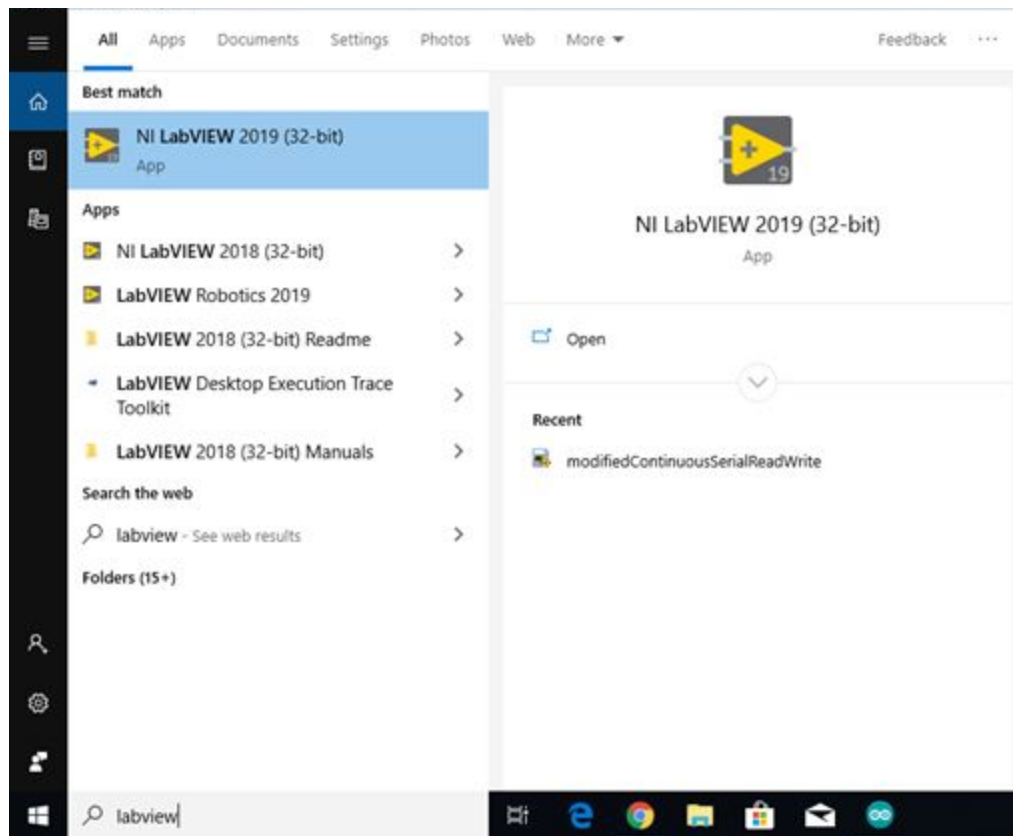 All Apps Documents Settings Photos Web More Feedback ...
Best match
NI LabVIEW 2019 (32-bit)
App
Apps
NI LabVIEW 2018 (32-bit)
LabVIEW Robotics 2019
LabVIEW 2018 (32-bit) Readme
LabVIEW Desktop Execution Trace
Toolkit
LabVIEW 2018 (32-bit) Manuals
Search the web
labview - See web results
Folders (15+)
labview
19
NI LabVIEW 2019 (32-bit)
App
Open
Recent
modifiedContinuousSerialReadWrite